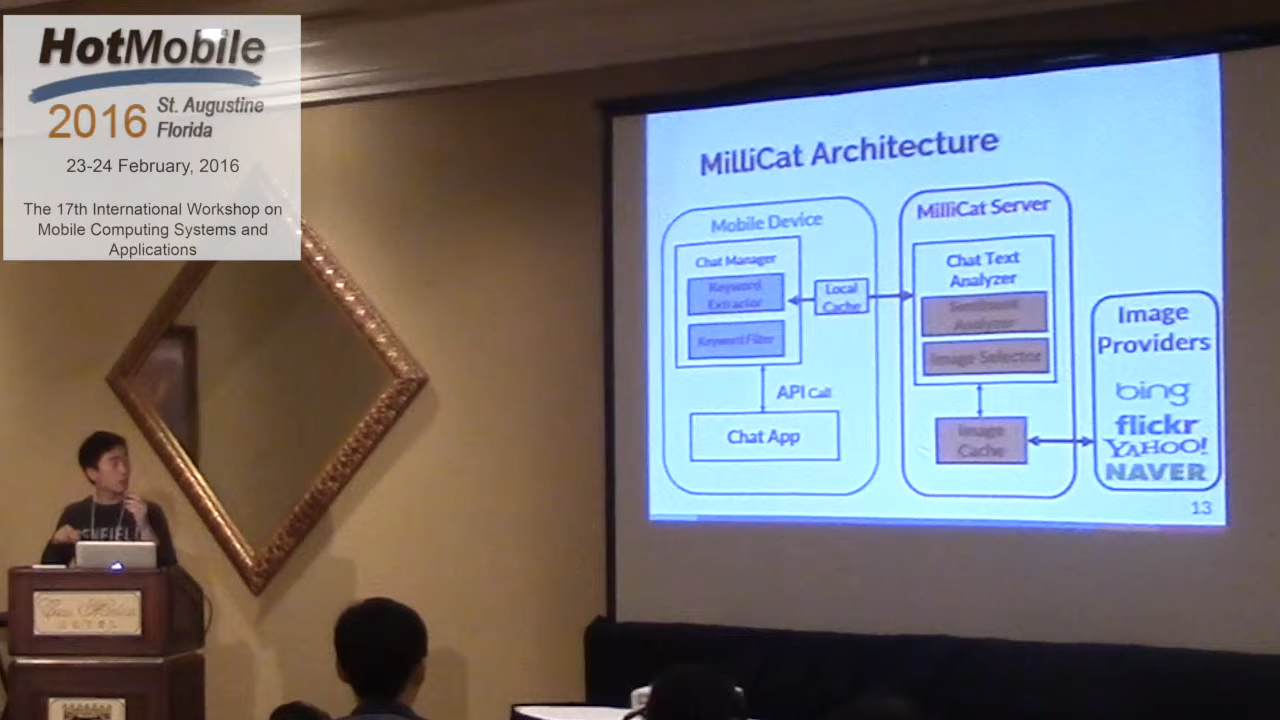 HotMobile
2016 St. Augustine
Florida
23-24 February, 2016
The 17th International Workshop on
Mobile Computing Systems and
Applications
MilliCat Architecture
Mobile Device
Chat Manager
Keyword
Extractor
Keyword Filter
Local
Cache
API Call
Chat App
MilliCat Server
Chat Text
Analyzer
Sentiment
Analyzer
Image Selector
Image
Cache
Image
Providers
bing
flickr
YAHOO!
NAVER
13
HOTEL